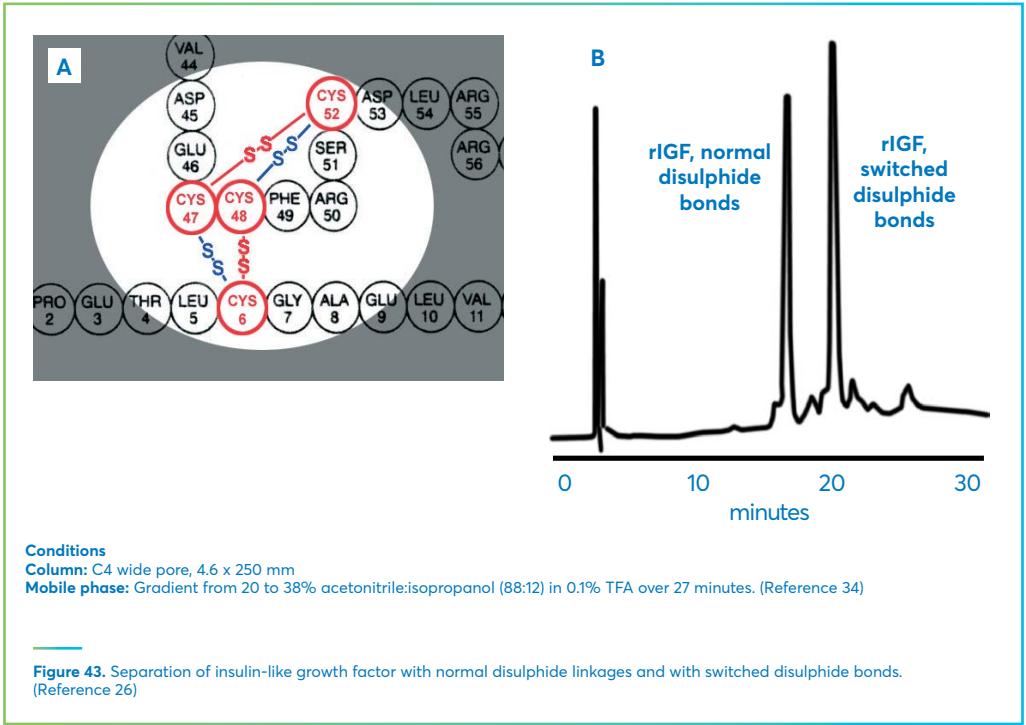 A
VAL
44
ASP
45
GLU
46
CYS
47
CYS
48
PHE
49
ARG
50
SER
51
CYS
52
ASP
53
LEU
54
ARG
55
ARG
56
S-S
S-S
S
S
S
S
PRO
2
GLU
3
THR
4
LEU
5
CYS
6
GLY
7
ALA
8
GLU
9
LEU
10
VAL
11
B
rIGF, normal
disulphide
bonds
rIGF,
switched
disulphide
bonds
0 10 20 30
minutes
Conditions
Column: C4 wide pore, 4.6 x 250 mm
Mobile phase: Gradient from 20 to 38% acetonitrile:isopropanol (88:12) in 0.1% TFA over 27 minutes. (Reference 34)
Figure 43. Separation of insulin-like growth factor with normal disulphide linkages and with switched disulphide bonds.
(Reference 26)